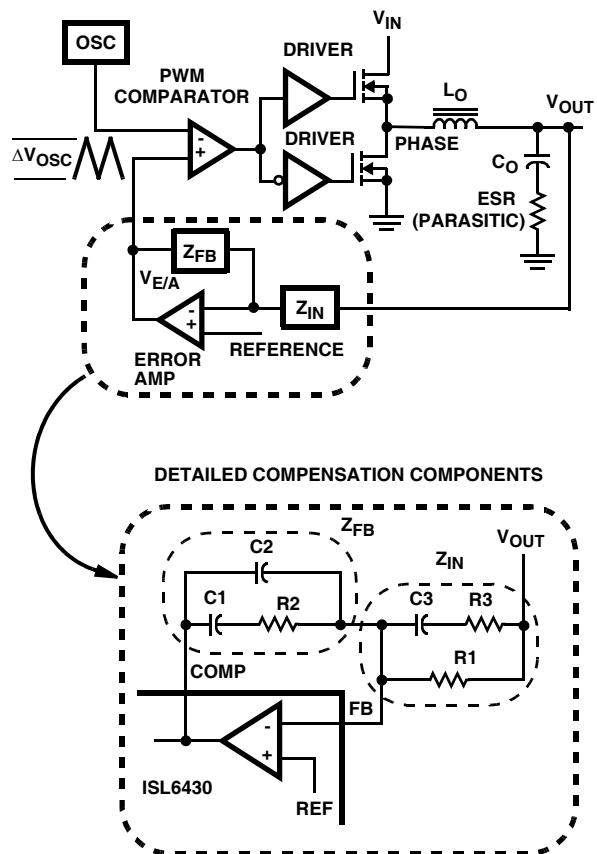 V_IN
OSC
DRIVER
PWM
COMPARATOR
L_O
V_OUT
-
+
DRIVER
ΔV_OSC
PHASE
C_O
ESR
(PARASITIC)
Z_FB
V_E/A
-
+
Z_IN
REFERENCE
ERROR
AMP
DETAILED COMPENSATION COMPONENTS
Z_FB
C2
V_OUT
Z_IN
C1
R2
C3
R3
R1
COMP
FB
-
+
ISL6430
REF